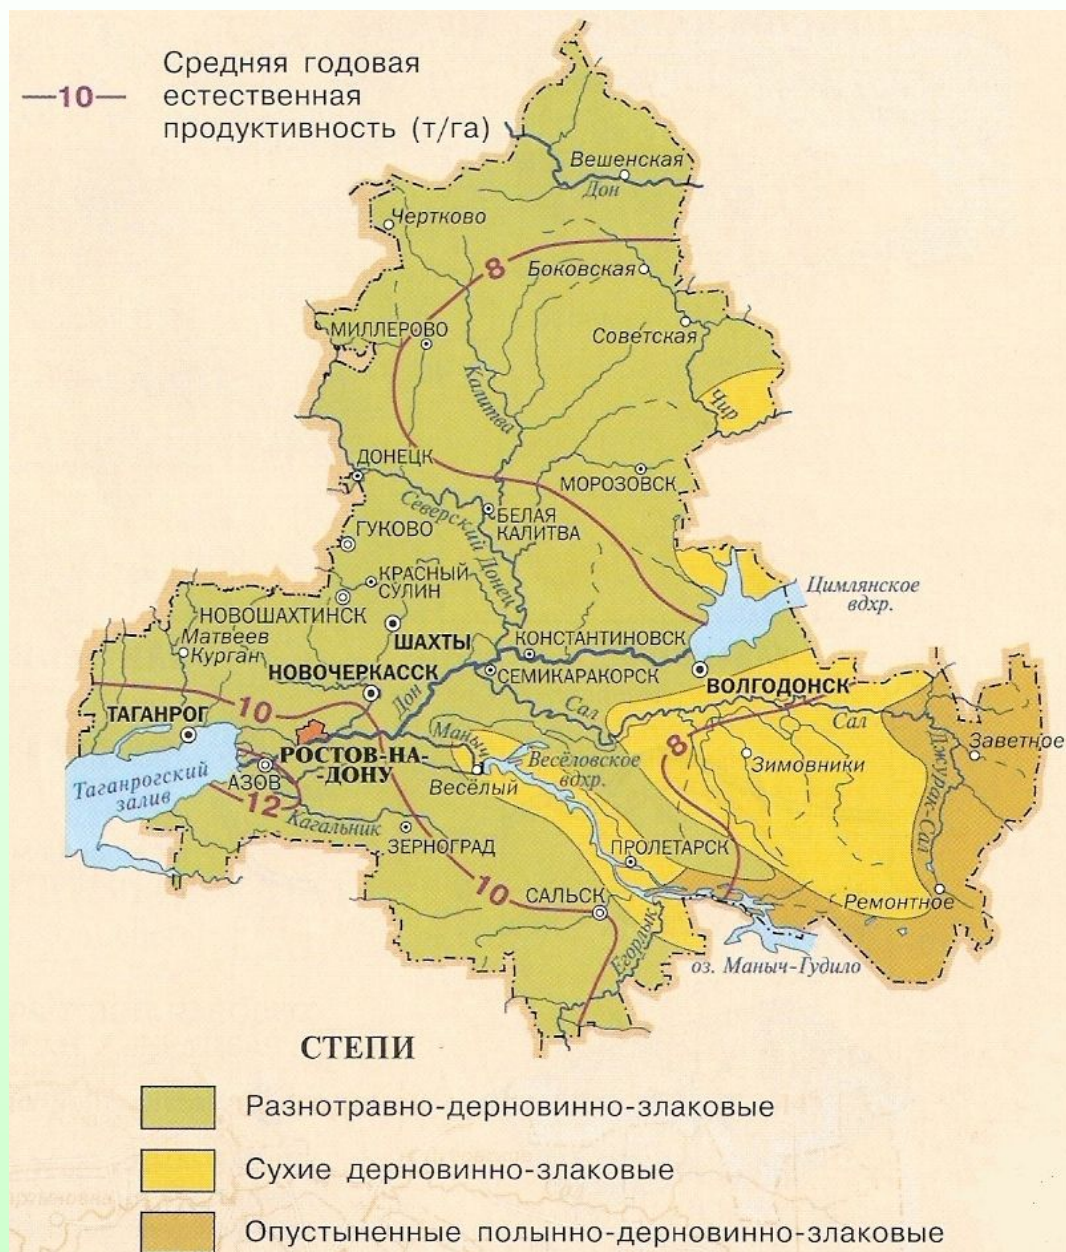 —10— Средняя годовая
естественная
продуктивность (т/га)
Вешенская
Дон
Чертково
8
Боковская
Советская
МИЛЛЕРОВО
Калитва
Чир
ДОНЕЦК
МОРОЗОВСК
Северский Донец
БЕЛАЯ
КАЛИТВА
ГУКОВО
КРАСНЫЙ
СУЛИН
Цимлянское
вдхр.
НОВОШАХТИНСК
ШАХТЫ
Матвеев
Курган
КОНСТАНТИНОВСК
НОВОЧЕРКАССК
СЕМИКАРАКОРСК
ВОЛГОДОНСК
Дон
10
ТАГАНРОГ
Сал
Сал
Маныч
8
Заветное
РОСТОВ-НА-
-ДОНУ
Весёловское
вдхр.
Зимовники
Джурак-Сал
Таганрогский
залив
АЗОВ
Весёлый
12
Кагальник
ЗЕРНОГРАД
ПРОЛЕТАРСК
10
САЛЬСК
Ремонтное
Егорлык
оз. Маныч-Гудило
СТЕПИ
Разнотравно-дерновинно-злаковые
Сухие дерновинно-злаковые
Опустыненные полынно-дерновинно-злаковые